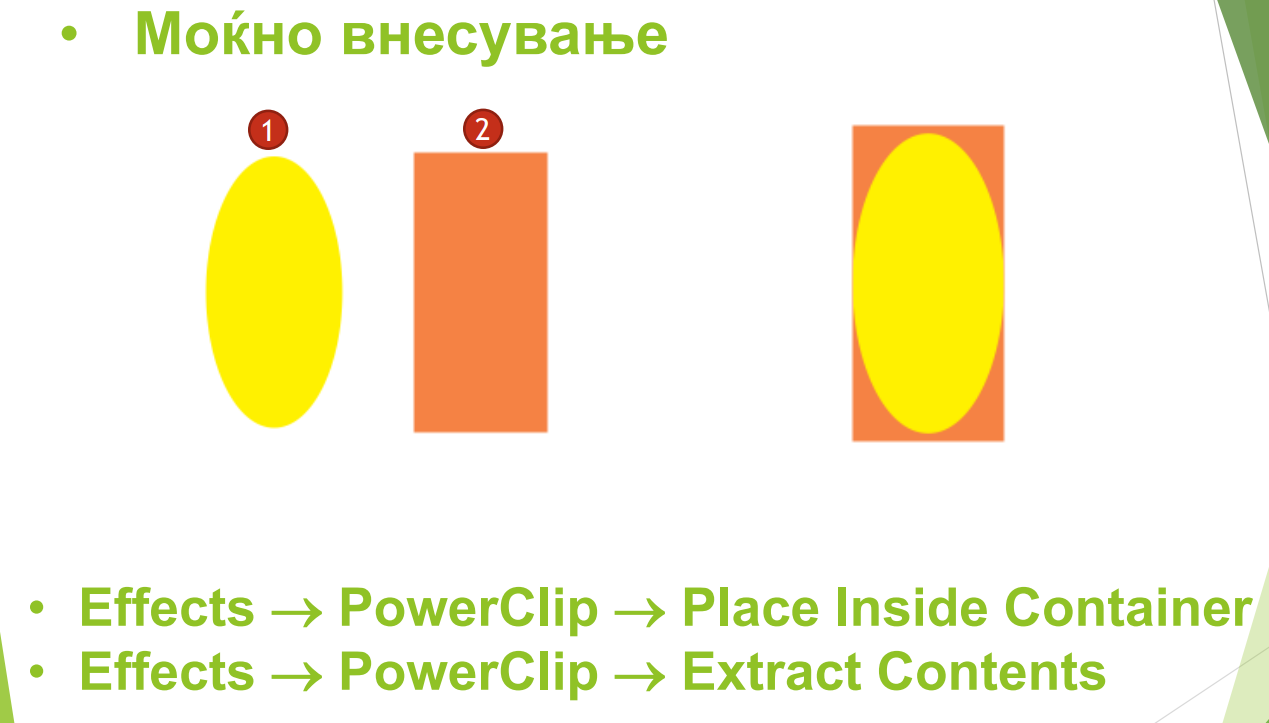 • Моќно внесување
1 2
• Effects → PowerClip → Place Inside Container
• Effects → PowerClip → Extract Contents